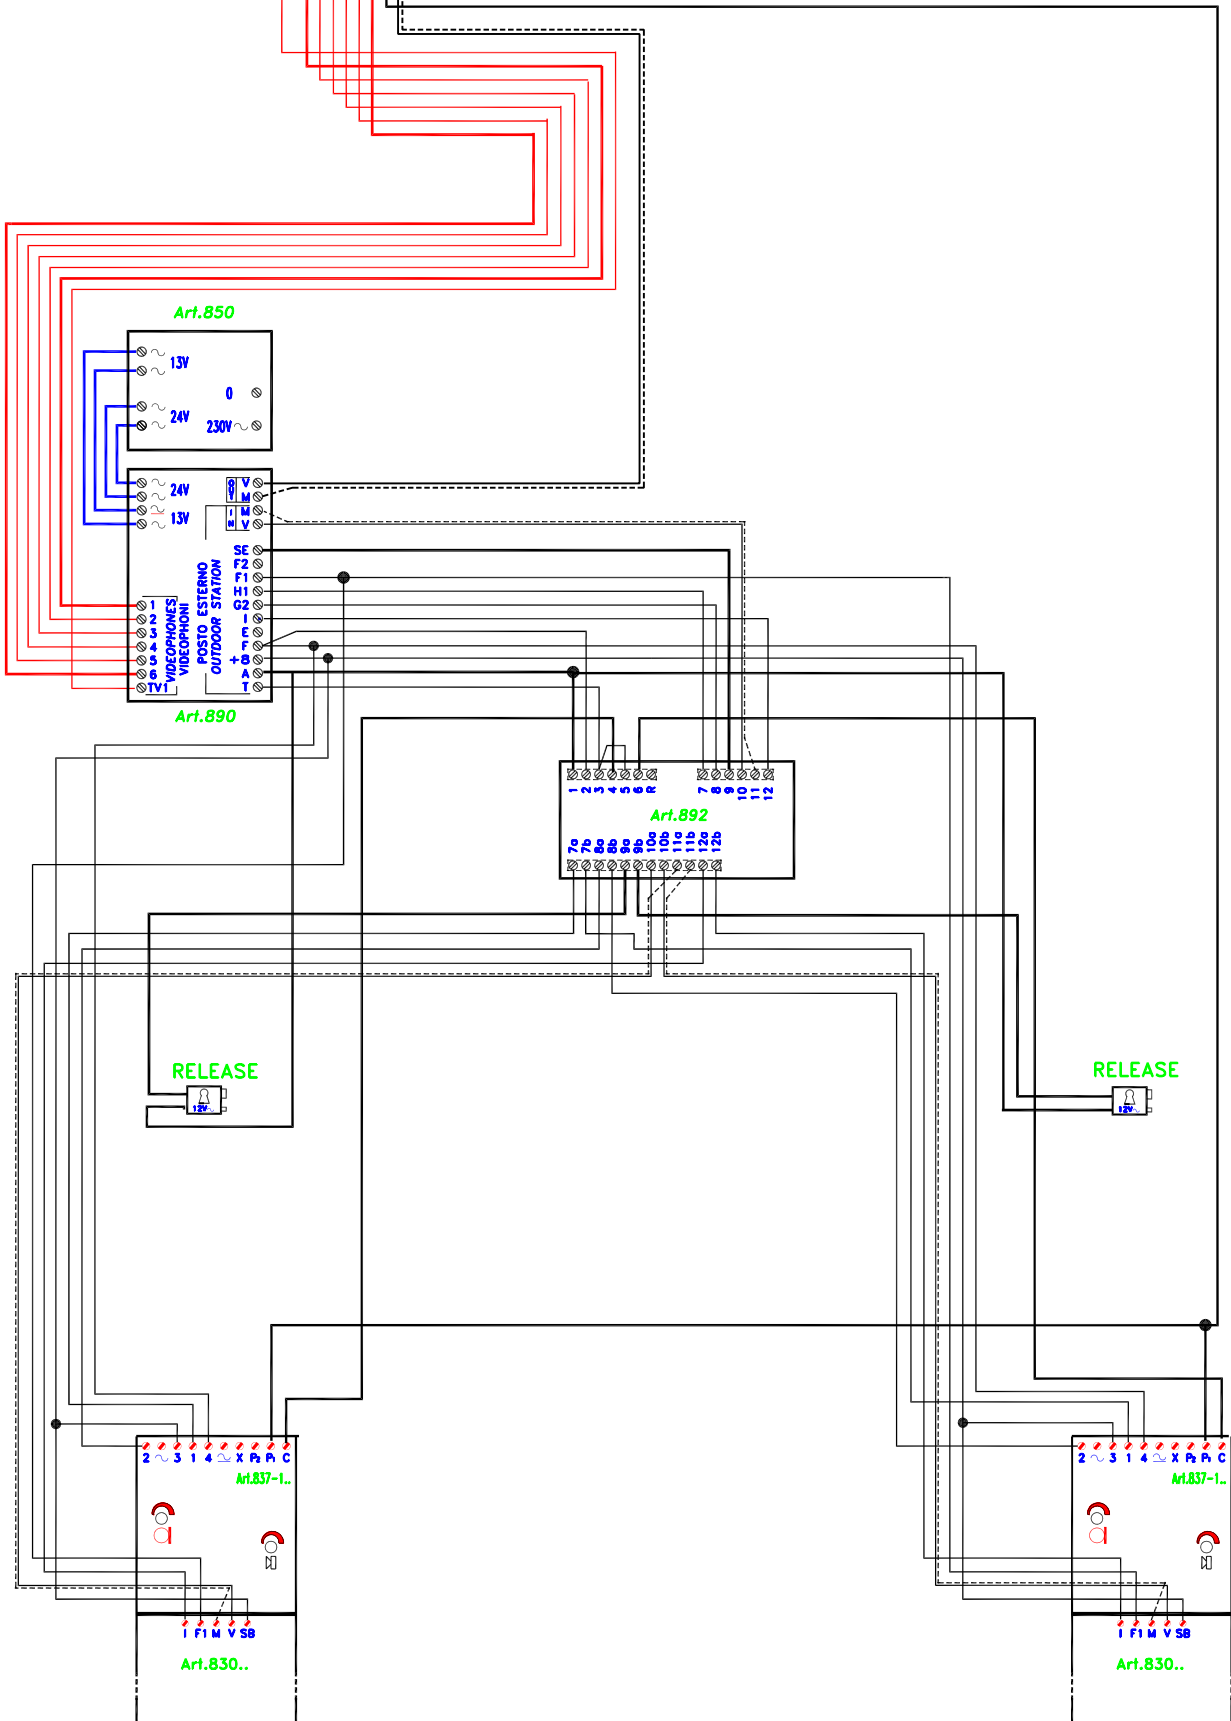 Art.850
13V
0
24V
230V
24V
OUT
V
M
13V
IN
M
V
SE
F2
F1
H1
G2
I
E
F
+8
A
T
POSTO ESTERNO
OUTDOOR STATION
1
2
3
4
5
6
TV1
VIDEOPHONES
VIDEOPHONI
Art.890
1 2 3 4 5 6 R 7 8 9 10 11 12
Art.892
7a 7b 8a 8b 9a 9b 10a 10b 11a 11b 12a 12b
RELEASE
12V
RELEASE
12V
2 3 1 4 X P2 P1 C
Art.837-1..
I F1 M V SB
Art.830..
2 3 1 4 X P2 P1 C
Art.837-1..
I F1 M V SB
Art.830..